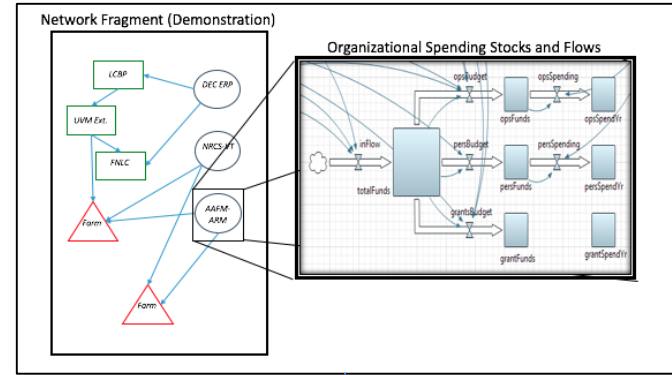 Network Fragment (Demonstration)
Organizational Spending Stocks and Flows
LCBP
DEC ERP
UVM Ext.
FNLC
NRCS-VT
AAFM-
ARM
Farm
Farm
opsBudget
opsSpending
opsFunds
opsSpendYr
inFlow
persBudget
persSpending
totalFunds
persFunds
persSpendYr
grantsBudget
grantFunds
grantSpendYr